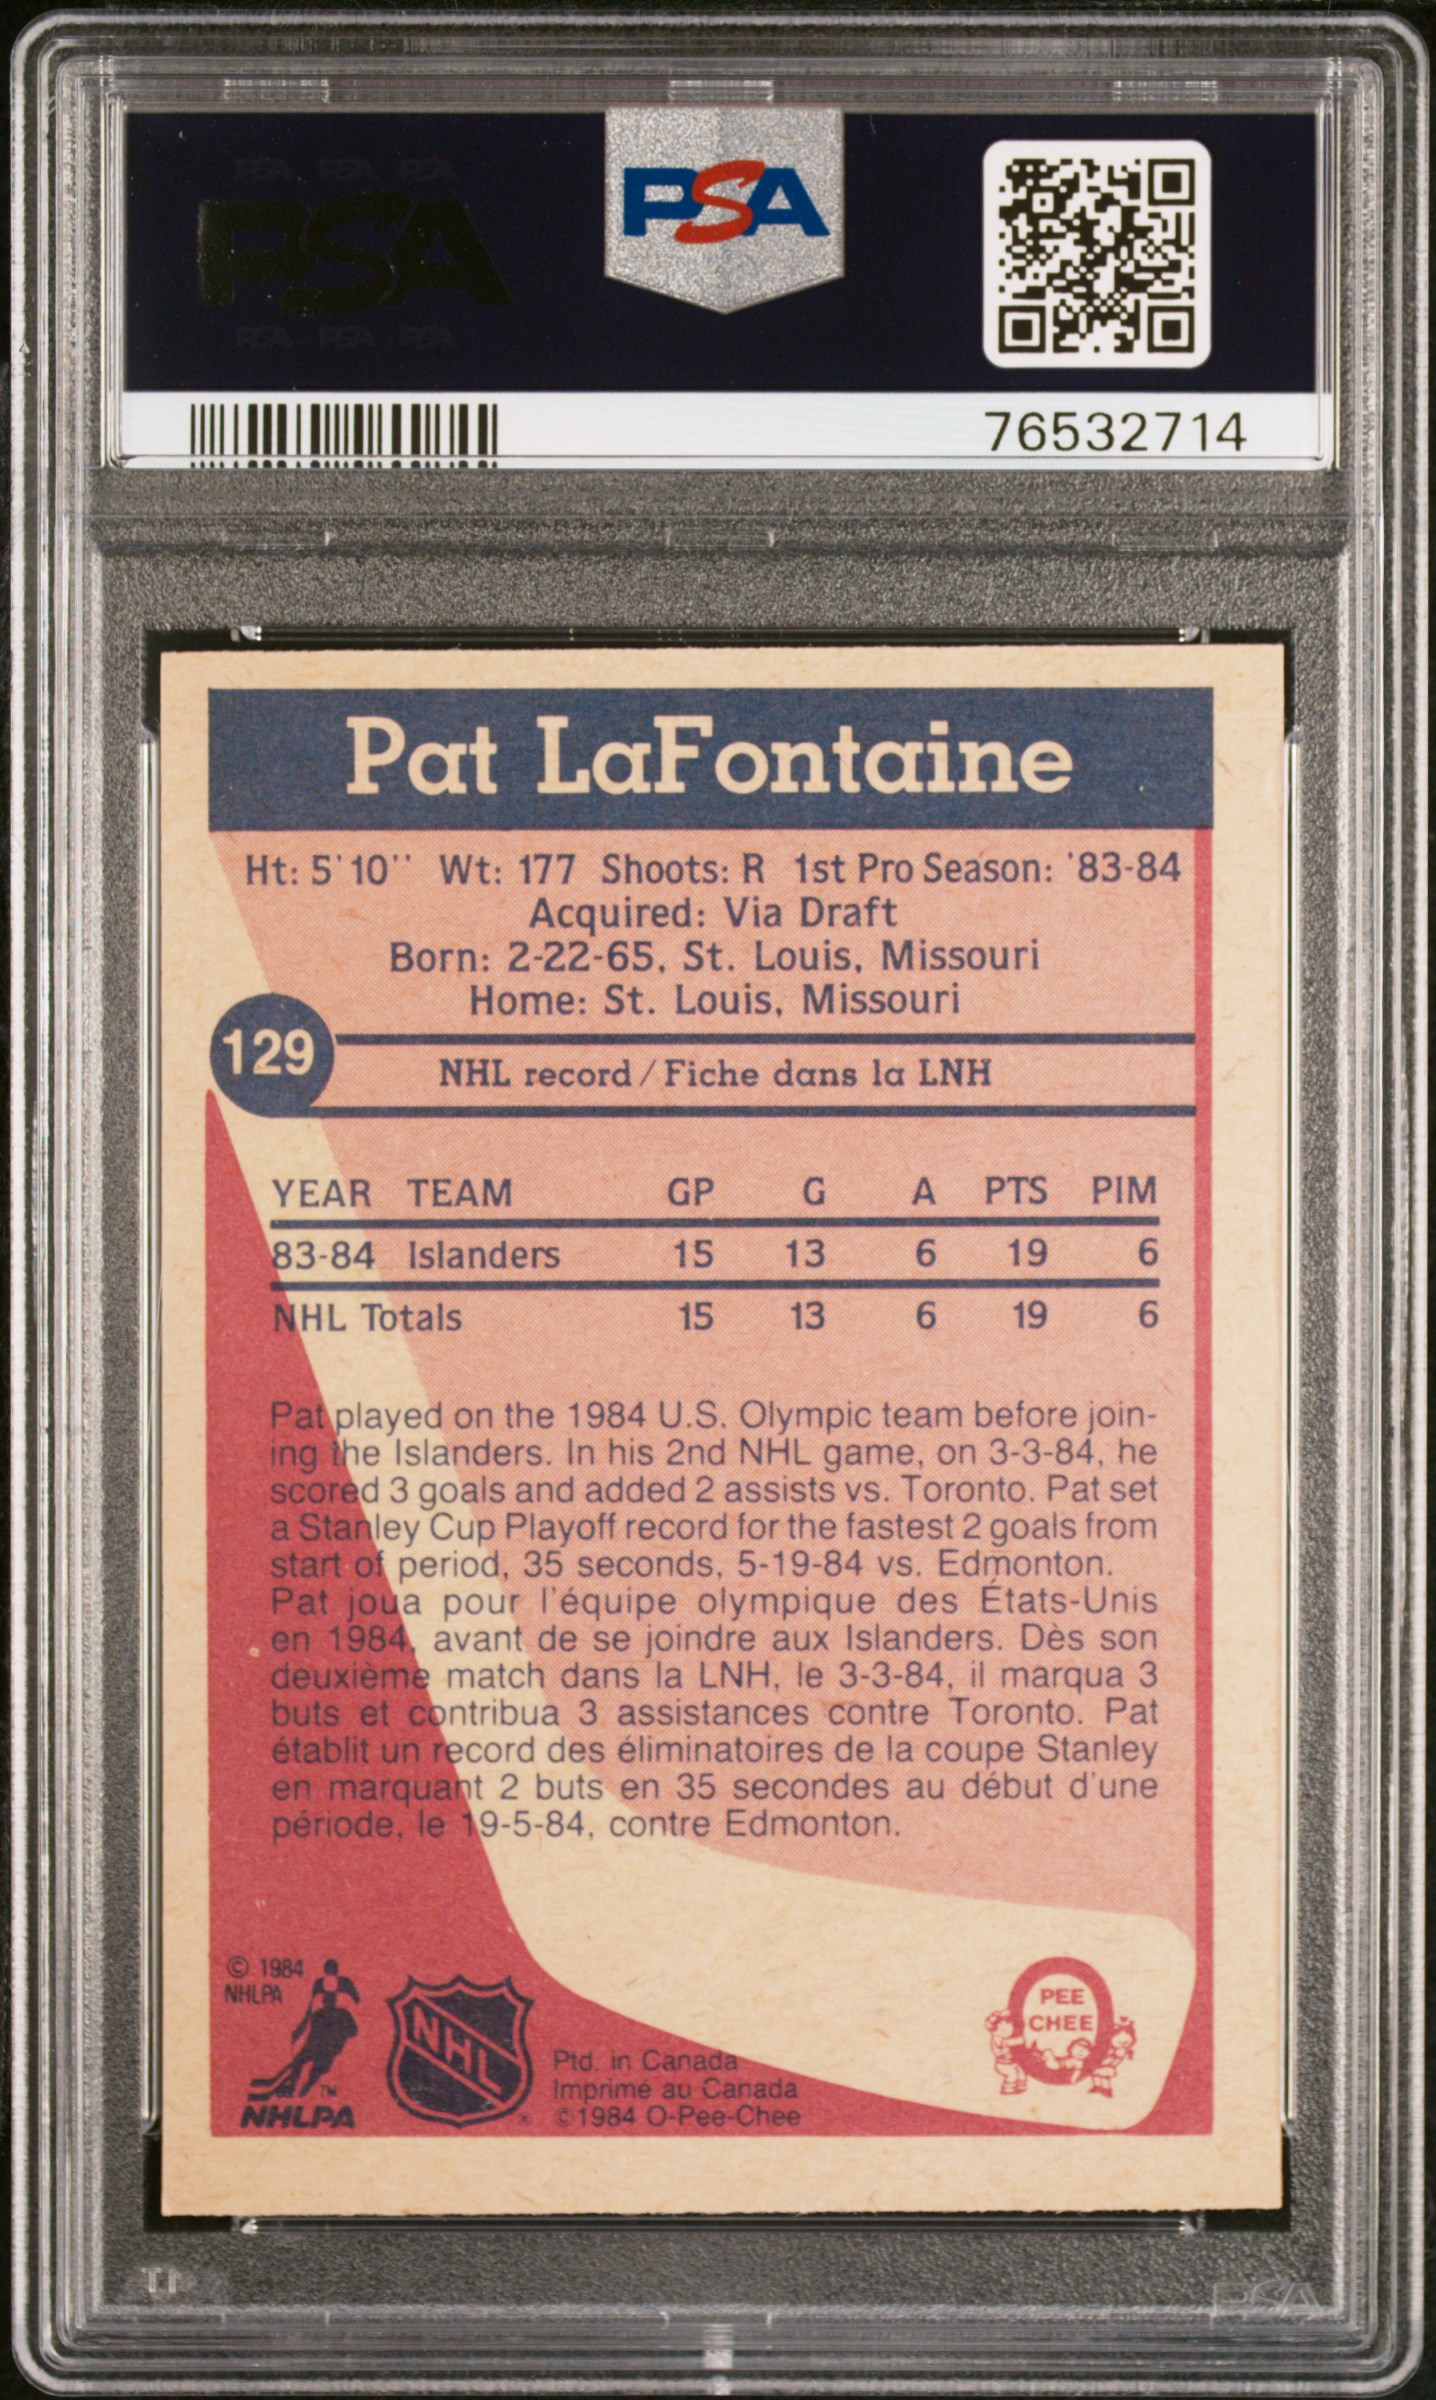 PSA PSA PSA
PSA
PSA PSA PSA
PSA
76532714
Pat LaFontaine
Ht: 5'10'' Wt: 177 Shoots: R 1st Pro Season: '83-84
Acquired: Via Draft
Born: 2-22-65, St. Louis, Missouri
Home: St. Louis, Missouri
129
NHL record / Fiche dans la LNH
YEAR TEAM GP G A PTS PIM
83-84 Islanders 15 13 6 19 6
NHL Totals 15 13 6 19 6
Pat played on the 1984 U.S. Olympic team before join-
ing the Islanders. In his 2nd NHL game, on 3-3-84, he
scored 3 goals and added 2 assists vs. Toronto. Pat set
a Stanley Cup Playoff record for the fastest 2 goals from
start of period, 35 seconds, 5-19-84 vs. Edmonton.
Pat joua pour l'équipe olympique des États-Unis
en 1984, avant de se joindre aux Islanders. Dès son
deuxième match dans la LNH, le 3-3-84, il marqua 3
buts et contribua 3 assistances contre Toronto. Pat
établit un record des éliminatoires de la coupe Stanley
en marquant 2 buts en 35 secondes au début d'une
période, le 19-5-84, contre Edmonton.
© 1984
NHLPA
TM
NHLPA
NHL
®
Ptd. in Canada
Imprimé au Canada
©1984 O-Pee-Chee
PEE
CHEE
PSA